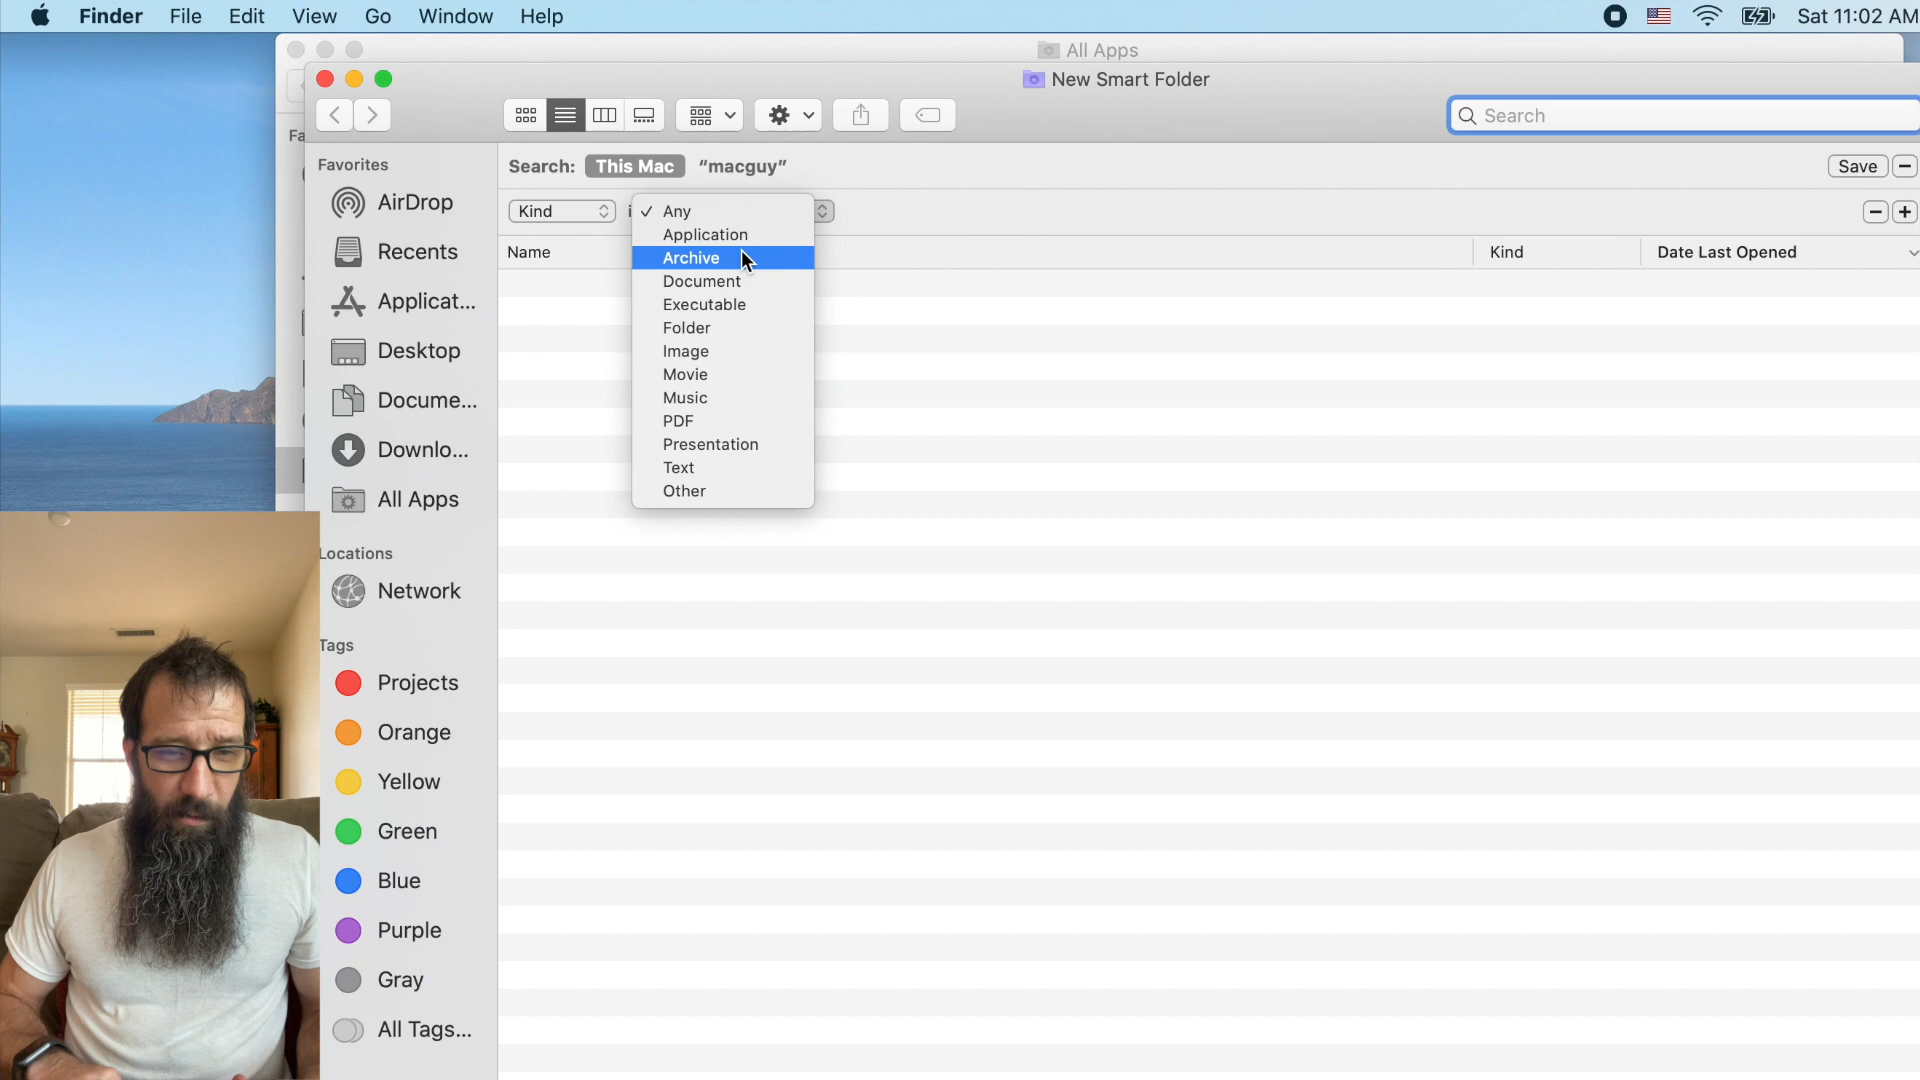 Finder File Edit View Go Window Help Sat 11:02 AM
All Apps
New Smart Folder
Search
Fa
Favorites
AirDrop
Recents
Applicat...
Desktop
Docume...
Downlo...
All Apps
Locations
Network
Tags
Projects
Orange
Yellow
Green
Blue
Purple
Gray
All Tags...
Search: This Mac “macguy” Save
Kind i
Any
Application
Archive
Document
Executable
Folder
Image
Movie
Music
PDF
Presentation
Text
Other
Name Kind Date Last Opened